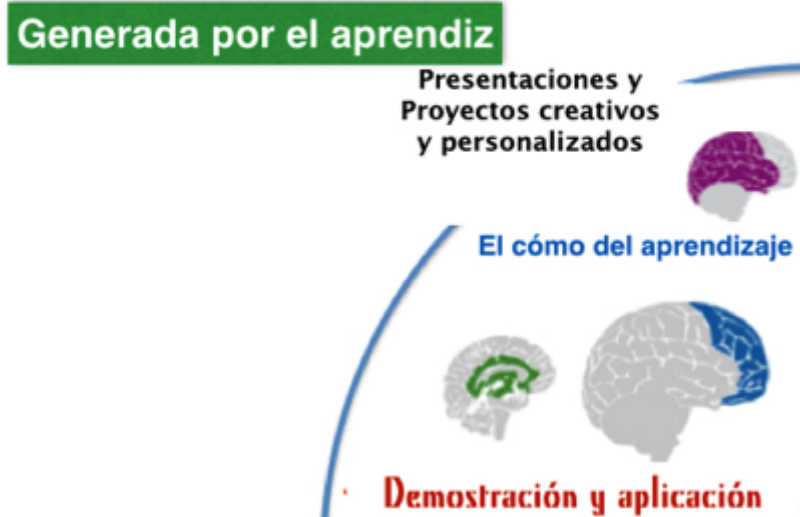 Generada por el aprendiz
Presentaciones y
Proyectos creativos
y personalizados
El cómo del aprendizaje
Demostración y aplicación